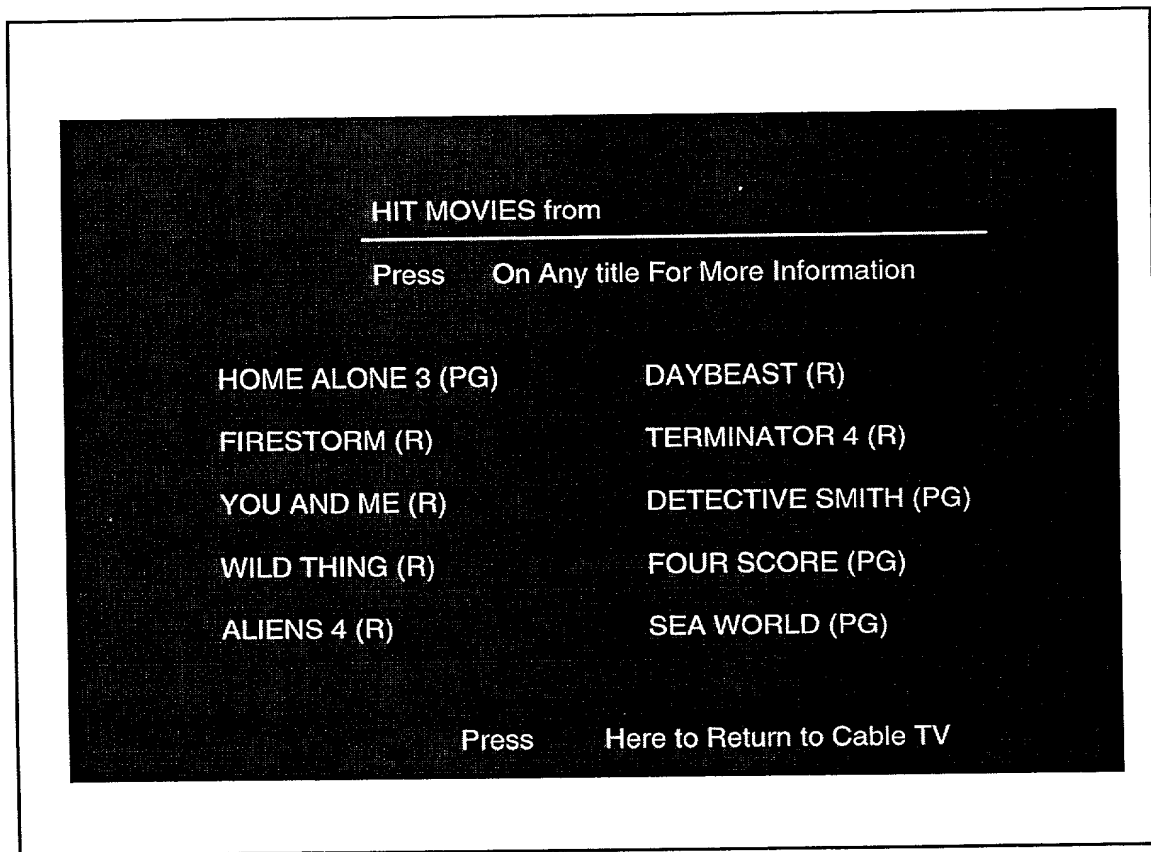 HIT MOVIES from
Press On Any title For More Information
HOME ALONE 3 (PG)
FIRESTORM (R)
YOU AND ME (R)
WILD THING (R)
ALIENS 4 (R)
DAYBEAST (R)
TERMINATOR 4 (R)
DETECTIVE SMITH (PG)
FOUR SCORE (PG)
SEA WORLD (PG)
Press Here to Return to Cable TV